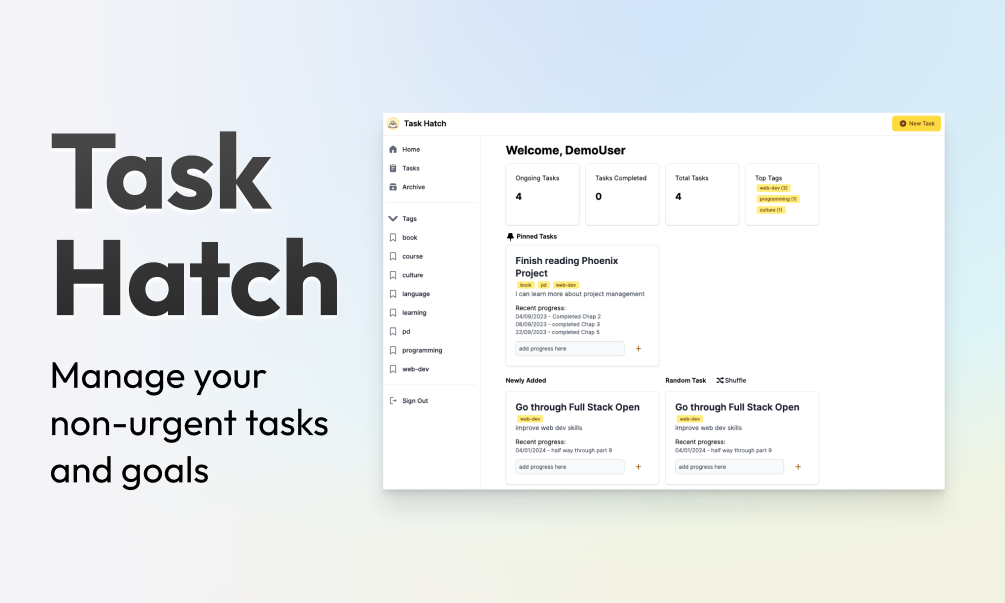 Task
Hatch
Manage your
non-urgent tasks
and goals
Task Hatch
New Task
Home
Tasks
Archive
Tags
book
course
culture
language
learning
pd
programming
web-dev
Sign Out
Welcome, DemoUser
Ongoing Tasks
4
Tasks Completed
0
Total Tasks
4
Top Tags
web-dev (3)
programming (1)
culture (1)
Pinned Tasks
Finish reading Phoenix
Project
book pd web-dev
I can learn more about project management
Recent progress:
04/09/2023 - Completed Chap 2
08/09/2023 - completed Chap 3
22/09/2023 - completed Chap 5
add progress here
+
Newly Added
Go through Full Stack Open
web-dev
improve web dev skills
Recent progress:
04/01/2024 - half way through part 9
add progress here
+
Random Task Shuffle
Go through Full Stack Open
web-dev
improve web dev skills
Recent progress:
04/01/2024 - half way through part 9
add progress here
+